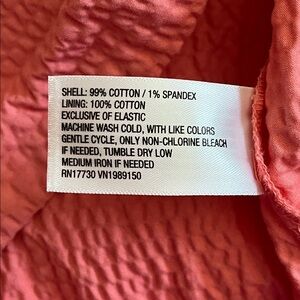 SHELL: 99% COTTON / 1% SPANDEX
LINING: 100% COTTON
EXCLUSIVE OF ELASTIC
MACHINE WASH COLD, WITH LIKE COLORS
GENTLE CYCLE, ONLY NON-CHLORINE BLEACH
IF NEEDED, TUMBLE DRY LOW
MEDIUM IRON IF NEEDED
RN17730 VN1989150